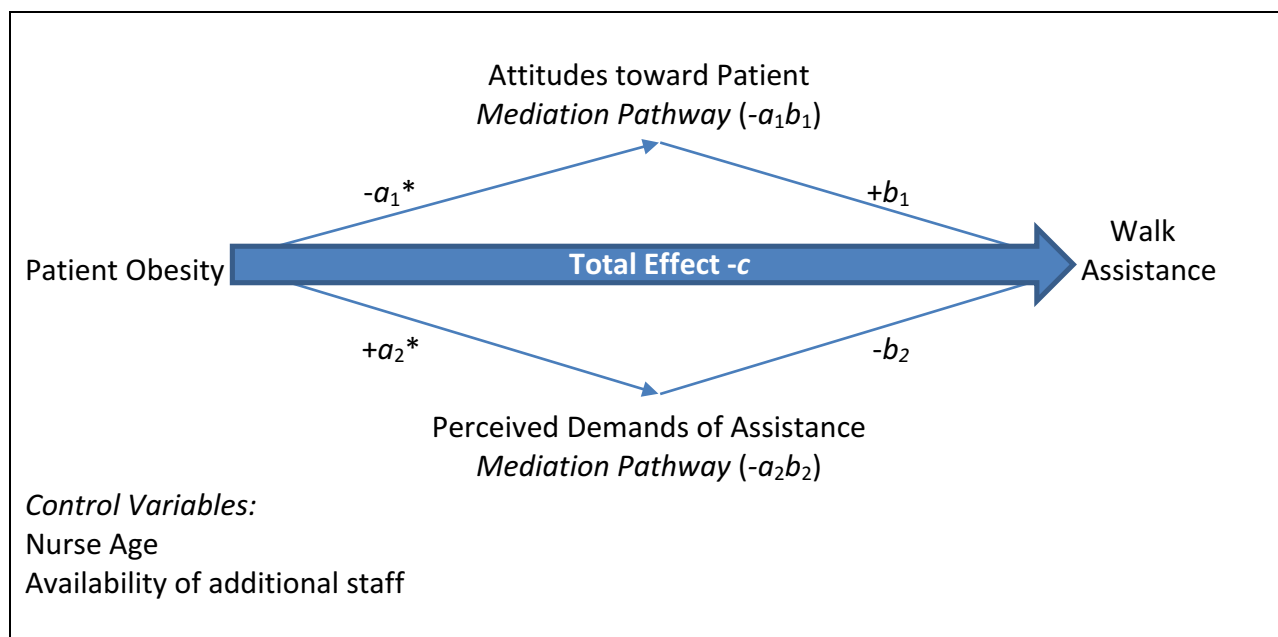 Attitudes toward Patient
Mediation Pathway (-a₁b₁)
-a₁*
+b₁
Patient Obesity
Total Effect -c
Walk
Assistance
+a₂*
-b₂
Perceived Demands of Assistance
Mediation Pathway (-a₂b₂)
Control Variables:
Nurse Age
Availability of additional staff